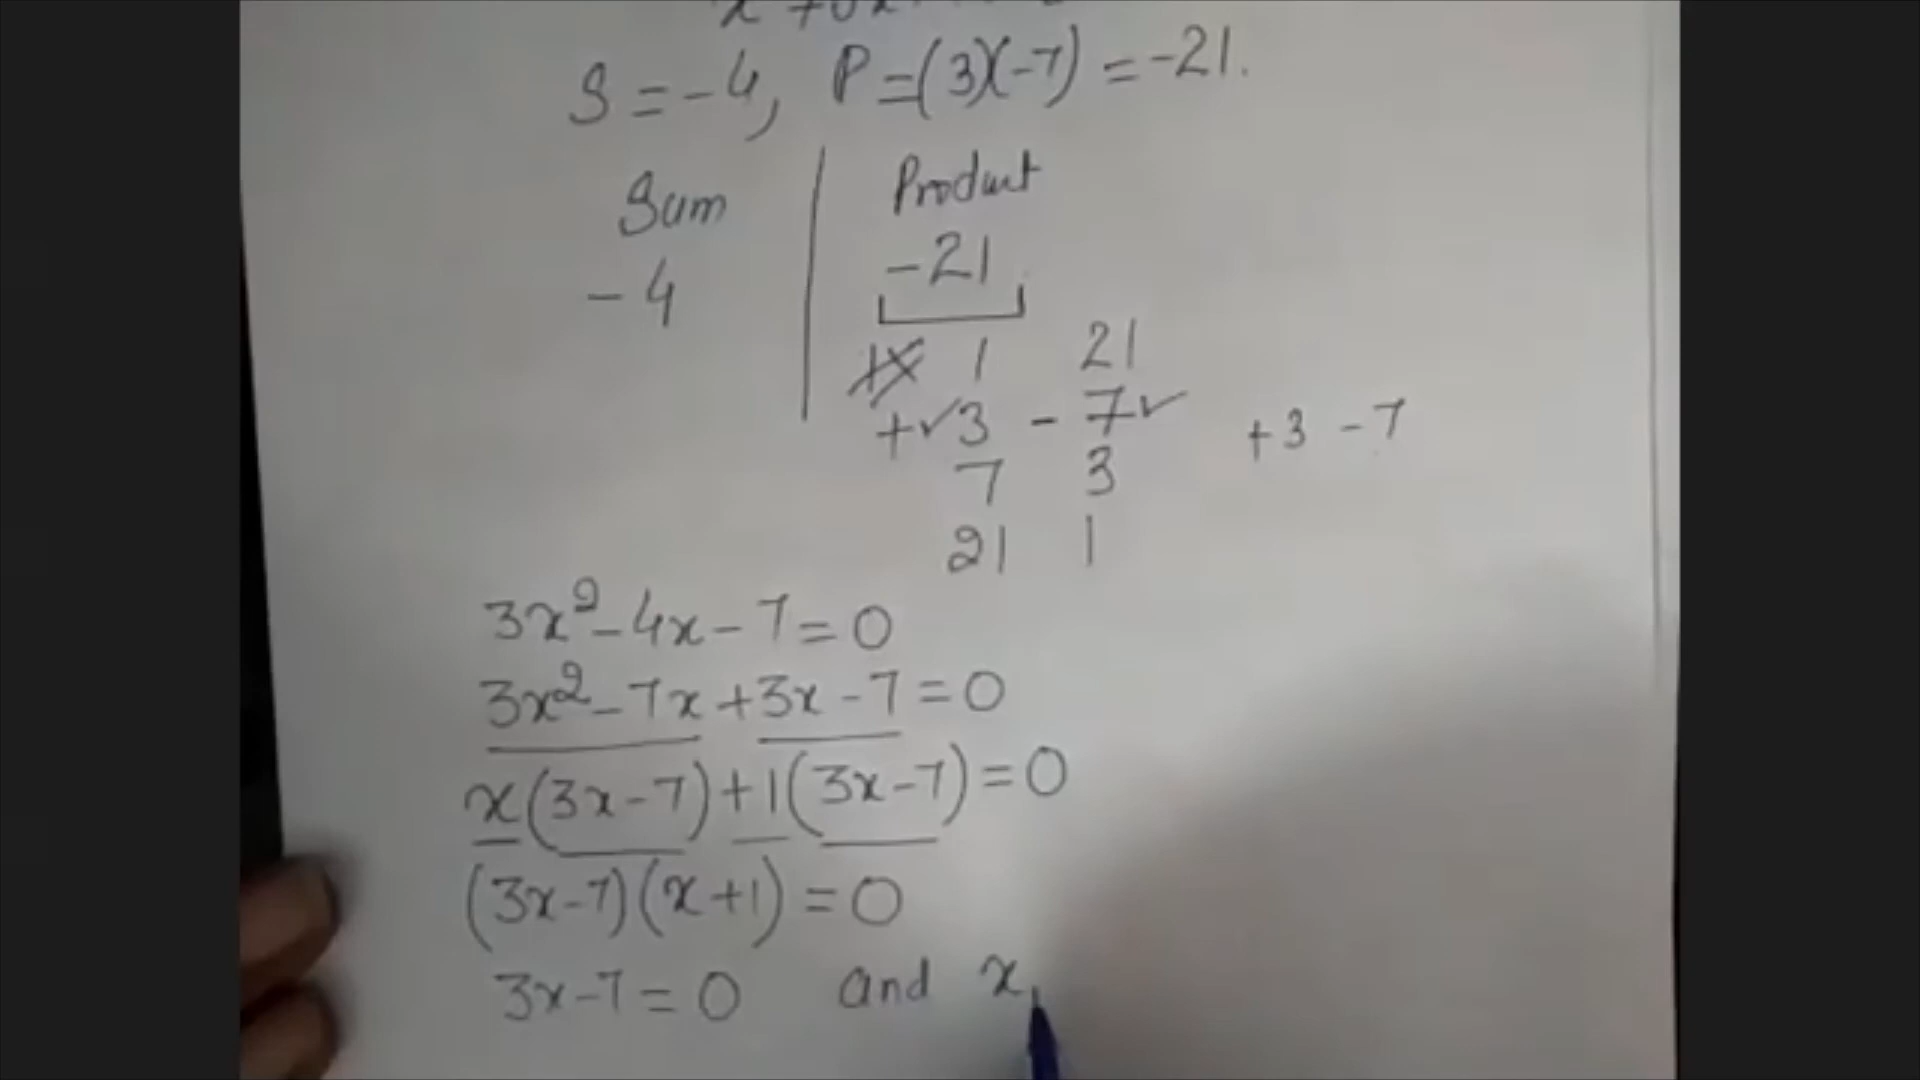 S = -4, P = (3)(-7) = -21.
Sum | Product
-4 | -21
1 21
+✓3 - 7✓ +3 -7
7 3
21 1
3x² - 4x - 7 = 0
3x² - 7x + 3x - 7 = 0
x(3x-7) + 1(3x-7) = 0
(3x-7)(x+1) = 0
3x-7 = 0 and x